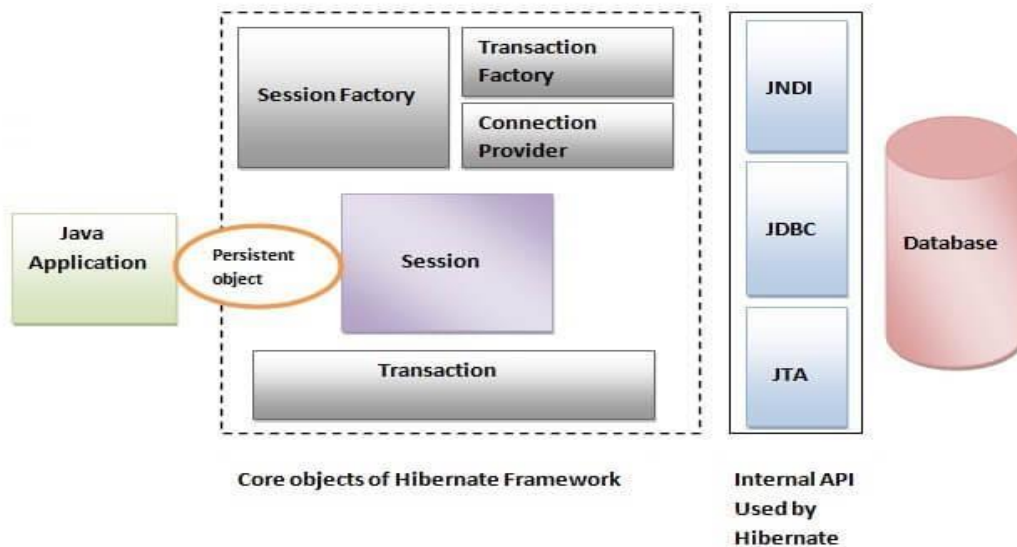 Session Factory
Transaction
Factory
Connection
Provider
JNDI
Java
Application
Persistent
object
Session
JDBC
Database
Transaction
JTA
Core objects of Hibernate Framework
Internal API
Used by
Hibernate